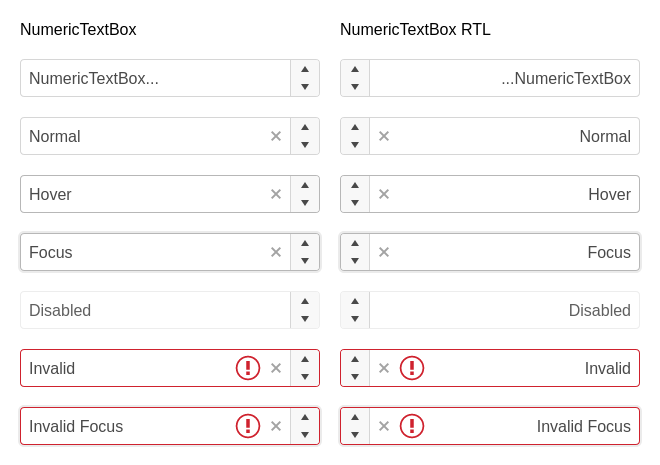 NumericTextBox
NumericTextBox...
Normal
Hover
Focus
Disabled
Invalid
Invalid Focus
NumericTextBox RTL
...NumericTextBox
Normal
Hover
Focus
Disabled
Invalid
Invalid Focus